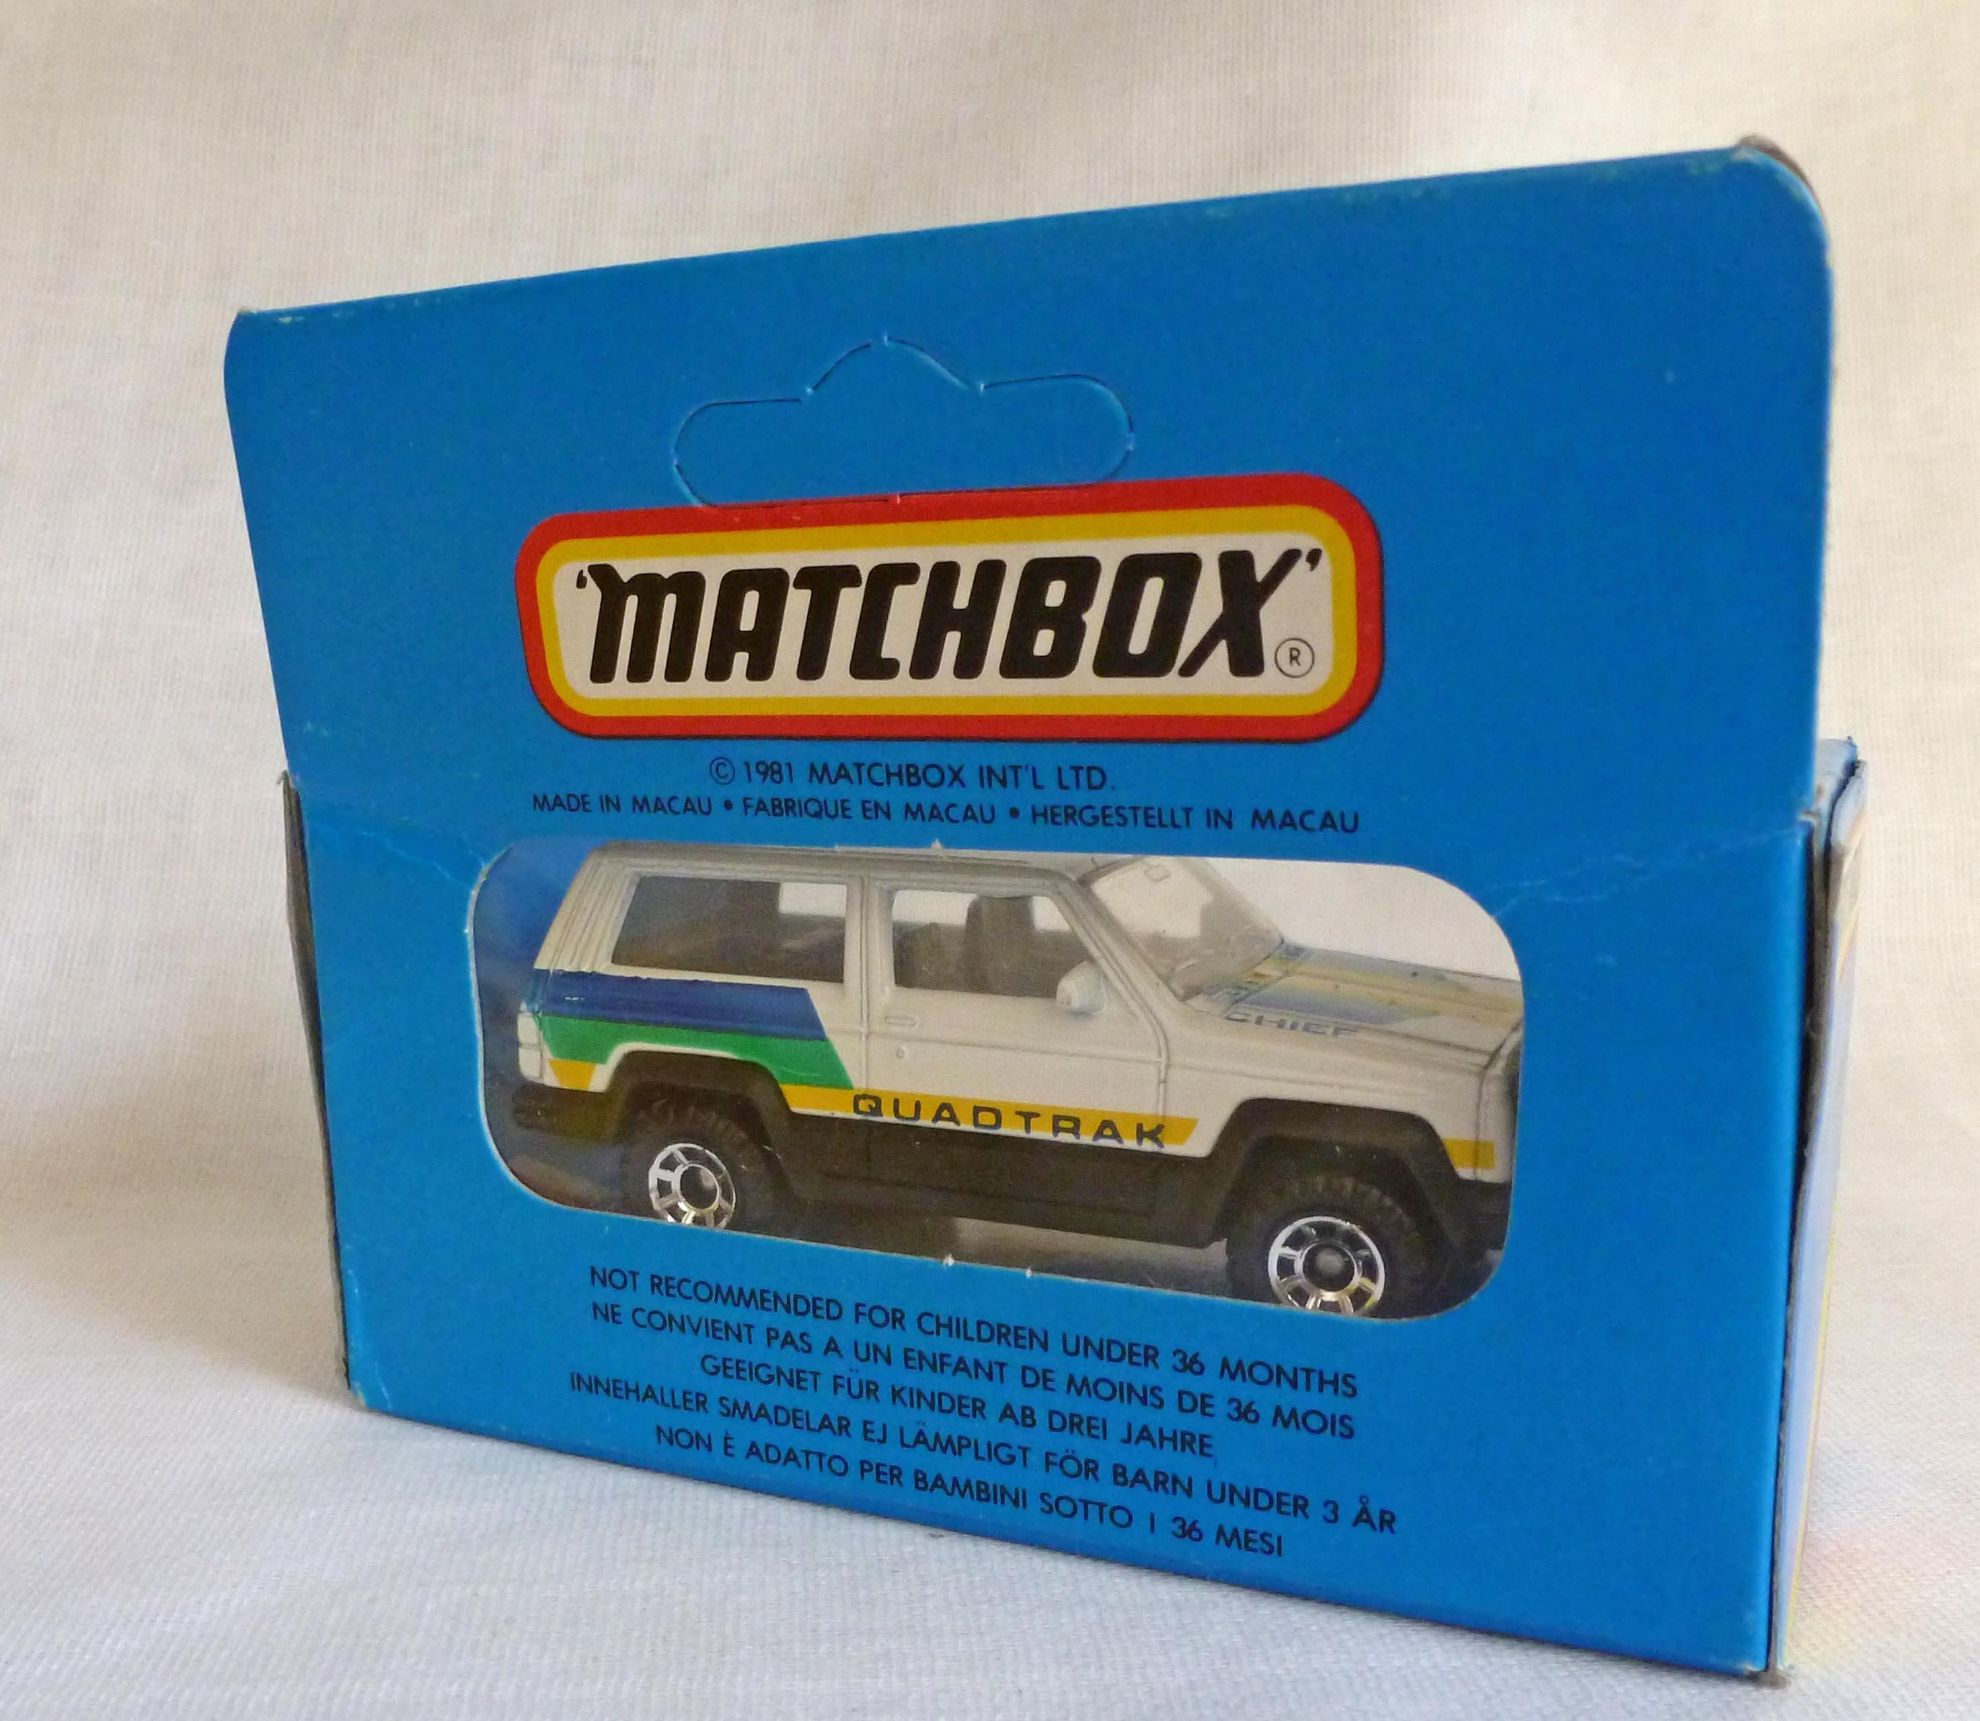 'MATCHBOX'®
© 1981 MATCHBOX INT'L LTD.
MADE IN MACAU • FABRIQUE EN MACAU • HERGESTELLT IN MACAU
CHIEF
QUADTRAK
NOT RECOMMENDED FOR CHILDREN UNDER 36 MONTHS
NE CONVIENT PAS A UN ENFANT DE MOINS DE 36 MOIS
GEEIGNET FÜR KINDER AB DREI JAHRE
INNEHALLER SMADELAR EJ LÄMPLIGT FÖR BARN UNDER 3 ÅR
NON È ADATTO PER BAMBINI SOTTO I 36 MESI